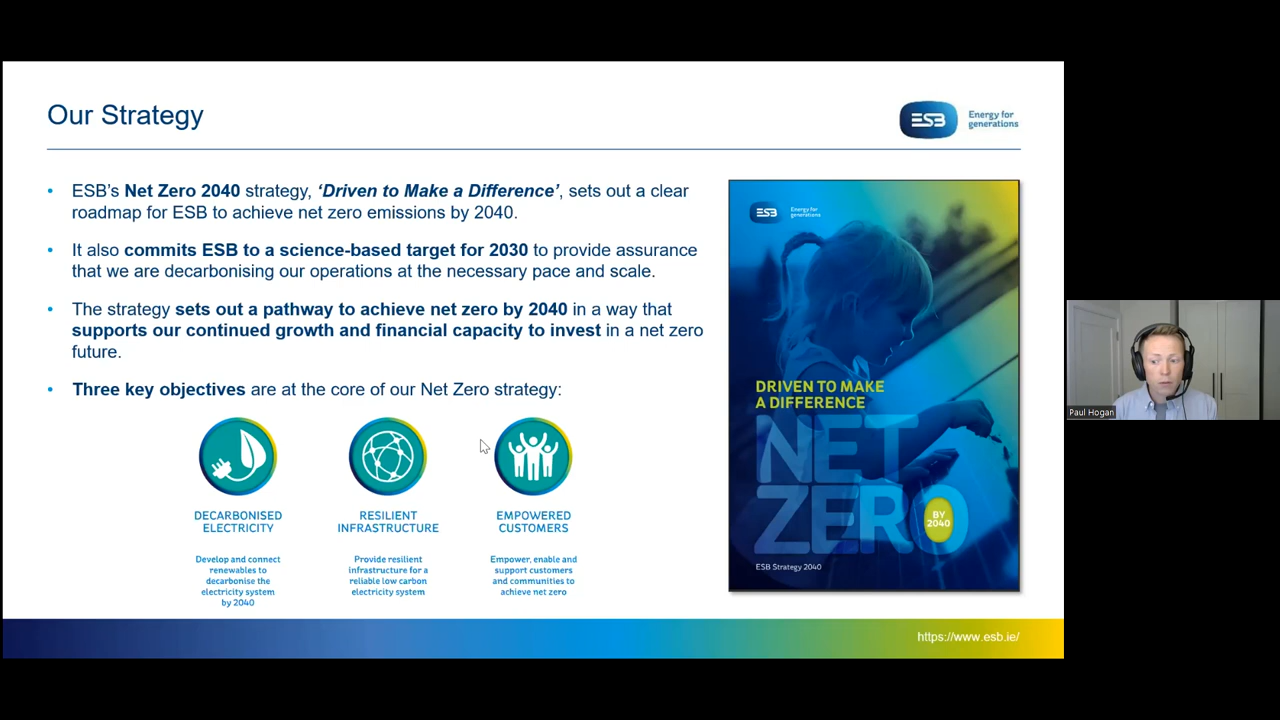 Our Strategy
ESB
Energy for
generations
• ESB's Net Zero 2040 strategy, 'Driven to Make a Difference', sets out a clear
roadmap for ESB to achieve net zero emissions by 2040.
• It also commits ESB to a science-based target for 2030 to provide assurance
that we are decarbonising our operations at the necessary pace and scale.
• The strategy sets out a pathway to achieve net zero by 2040 in a way that
supports our continued growth and financial capacity to invest in a net zero
future.
• Three key objectives are at the core of our Net Zero strategy:
DECARBONISED
ELECTRICITY
Develop and connect
renewables to
decarbonise the
electricity system
by 2040
RESILIENT
INFRASTRUCTURE
Provide resilient
infrastructure for a
reliable low carbon
electricity system
EMPOWERED
CUSTOMERS
Empower, enable and
support customers
and communities to
achieve net zero
ESB
Energy for
generations
DRIVEN TO MAKE
A DIFFERENCE
NET
ZERO
BY
2040
ESB Strategy 2040
https://www.esb.ie/
Paul Hogan